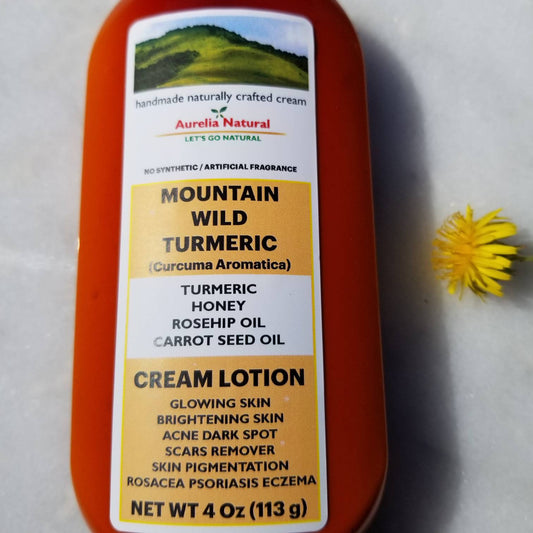 handmade naturally crafted cream
Aurelia Natural
LET'S GO NATURAL
NO SYNTHETIC / ARTIFICIAL FRAGRANCE
MOUNTAIN
WILD
TURMERIC
(Curcuma Aromatica)
TURMERIC
HONEY
ROSEHIP OIL
CARROT SEED OIL
CREAM LOTION
GLOWING SKIN
BRIGHTENING SKIN
ACNE DARK SPOT
SCARS REMOVER
SKIN PIGMENTATION
ROSACEA PSORIASIS ECZEMA
NET WT 4 Oz (113 g)